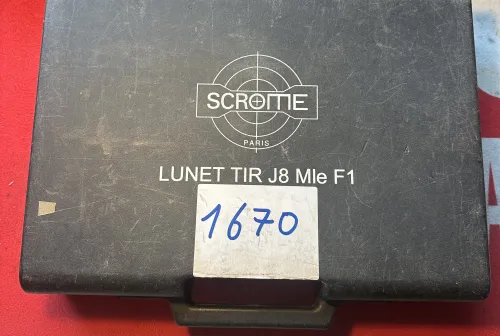 SCROME
PARIS
LUNET TIR J8 Mle F1
1670